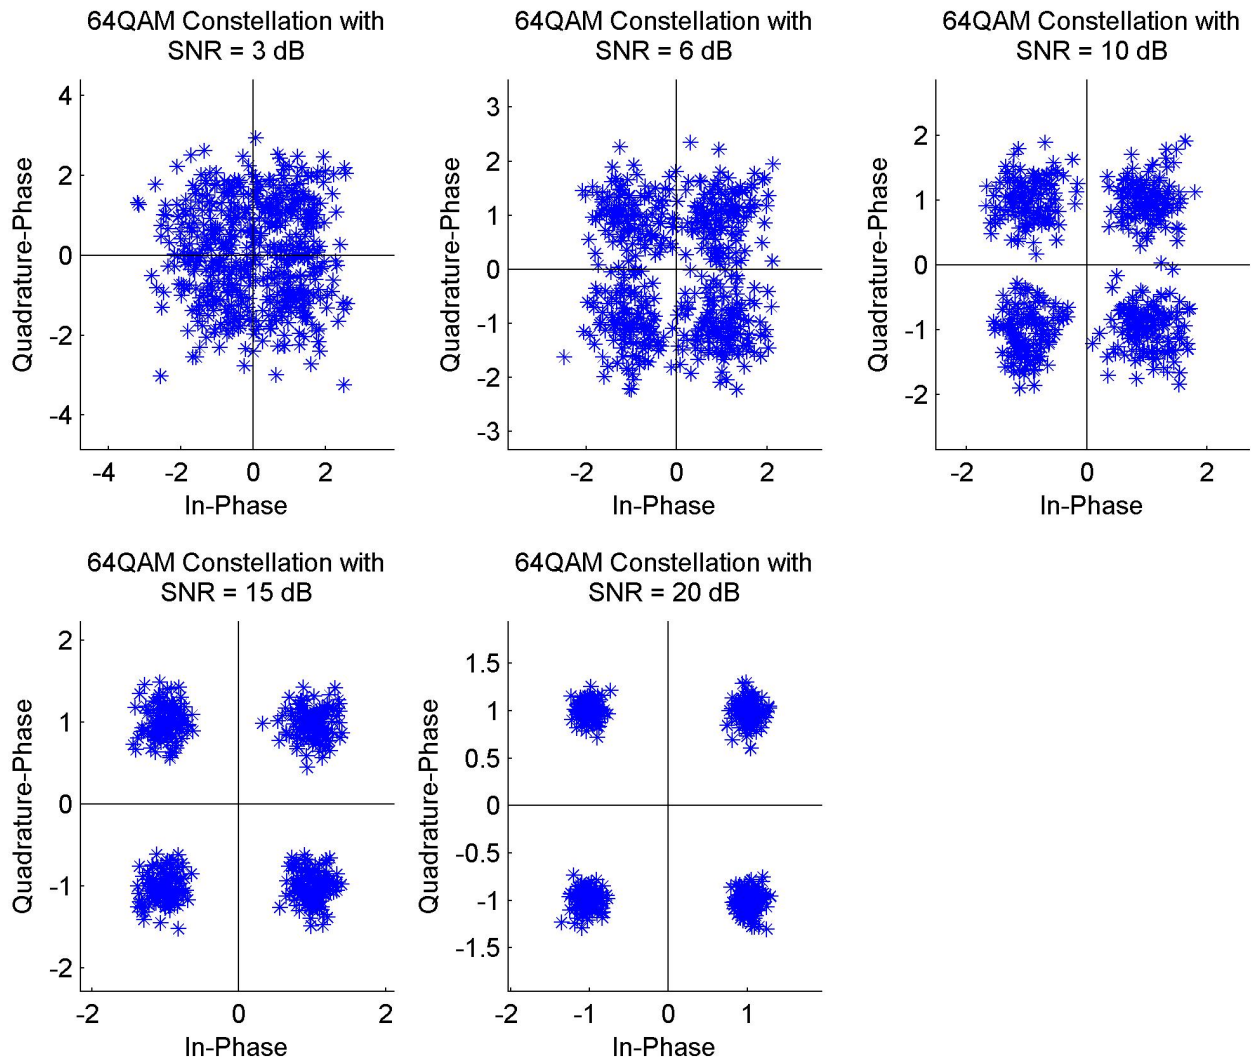 64QAM Constellation with
SNR = 3 dB
4
2
0
-2
-4
-4 -2 0 2
Quadrature-Phase
In-Phase
64QAM Constellation with
SNR = 6 dB
3
2
1
0
-1
-2
-3
-2 0 2
Quadrature-Phase
In-Phase
64QAM Constellation with
SNR = 10 dB
2
1
0
-1
-2
-2 0 2
Quadrature-Phase
In-Phase
64QAM Constellation with
SNR = 15 dB
2
1
0
-1
-2
-2 0 2
Quadrature-Phase
In-Phase
64QAM Constellation with
SNR = 20 dB
1.5
1
0.5
0
-0.5
-1
-1.5
-2 -1 0 1
Quadrature-Phase
In-Phase